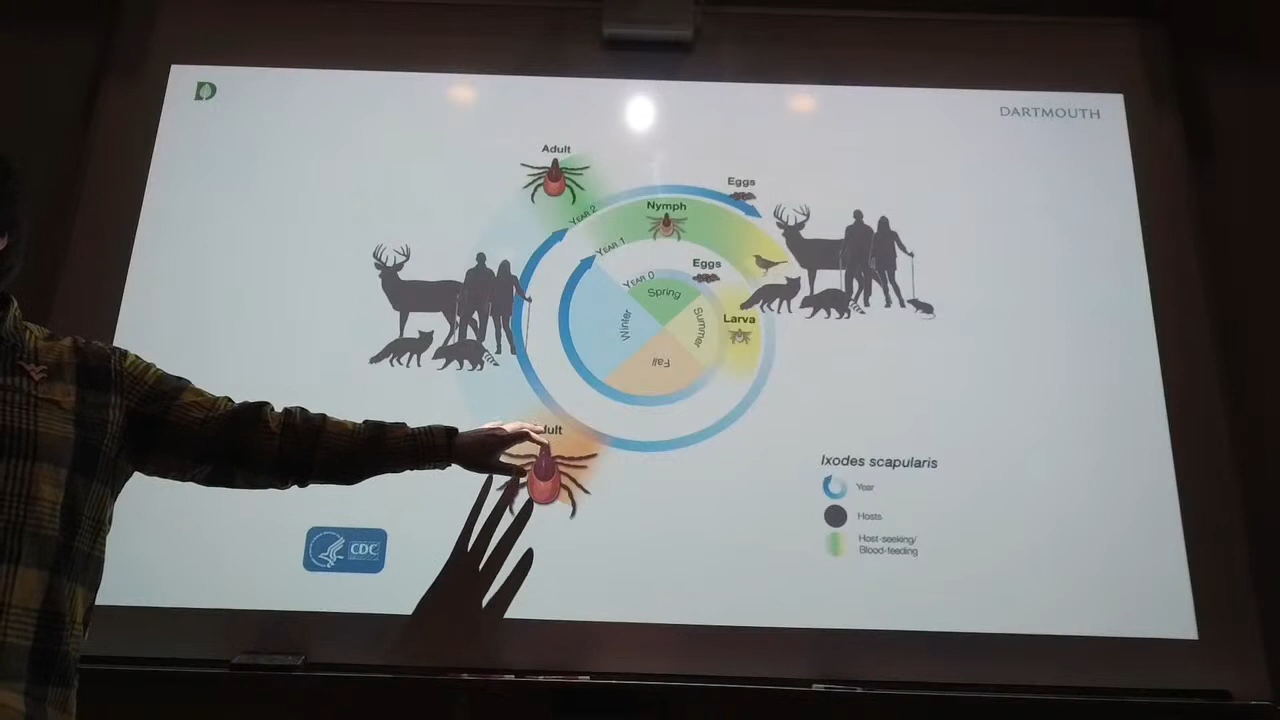 D
DARTMOUTH
Adult
Eggs
YEAR 2
Nymph
YEAR 1
Eggs
YEAR 0
Spring
Winter
Summer
Larva
Fall
ult
Ixodes scapularis
Year
Hosts
Host-seeking/
Blood-feeding
CDC